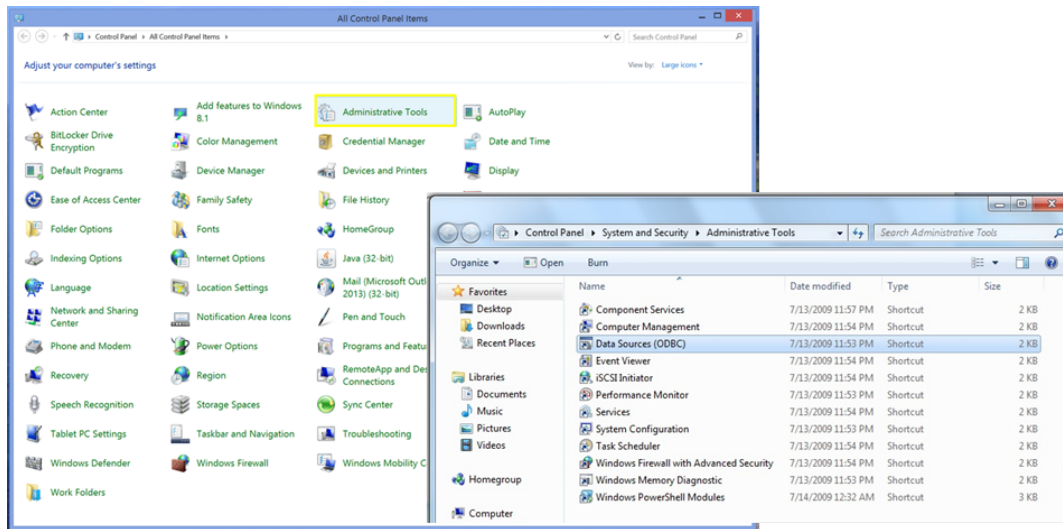 All Control Panel Items
Control Panel All Control Panel Items
Search Control Panel
Adjust your computer's settings
View by: Large icons
Action Center
Add features to Windows
8.1
Administrative Tools
AutoPlay
BitLocker Drive
Encryption
Color Management
Credential Manager
Date and Time
Default Programs
Device Manager
Devices and Printers
Display
Ease of Access Center
Family Safety
File History
Folder Options
Fonts
HomeGroup
Indexing Options
Internet Options
Java (32-bit)
Language
Location Settings
Mail (Microsoft Outl
2013) (32-bit)
Network and Sharing
Center
Notification Area Icons
Pen and Touch
Phone and Modem
Power Options
Programs and Featu
Recovery
Region
RemoteApp and Des
Connections
Speech Recognition
Storage Spaces
Sync Center
Tablet PC Settings
Taskbar and Navigation
Troubleshooting
Windows Defender
Windows Firewall
Windows Mobility C
Work Folders
Control Panel System and Security Administrative Tools
Search Administrative Tools
Organize Open Burn
Favorites
Desktop
Downloads
Recent Places
Libraries
Documents
Music
Pictures
Videos
Homegroup
Computer
Name Date modified Type Size
Component Services 7/13/2009 11:57 PM Shortcut 2 KB
Computer Management 7/13/2009 11:54 PM Shortcut 2 KB
Data Sources (ODBC) 7/13/2009 11:53 PM Shortcut 2 KB
Event Viewer 7/13/2009 11:54 PM Shortcut 2 KB
iSCSI Initiator 7/13/2009 11:54 PM Shortcut 2 KB
Performance Monitor 7/13/2009 11:53 PM Shortcut 2 KB
Services 7/13/2009 11:54 PM Shortcut 2 KB
System Configuration 7/13/2009 11:53 PM Shortcut 2 KB
Task Scheduler 7/13/2009 11:54 PM Shortcut 2 KB
Windows Firewall with Advanced Security 7/13/2009 11:54 PM Shortcut 2 KB
Windows Memory Diagnostic 7/13/2009 11:53 PM Shortcut 2 KB
Windows PowerShell Modules 7/14/2009 12:32 AM Shortcut 3 KB